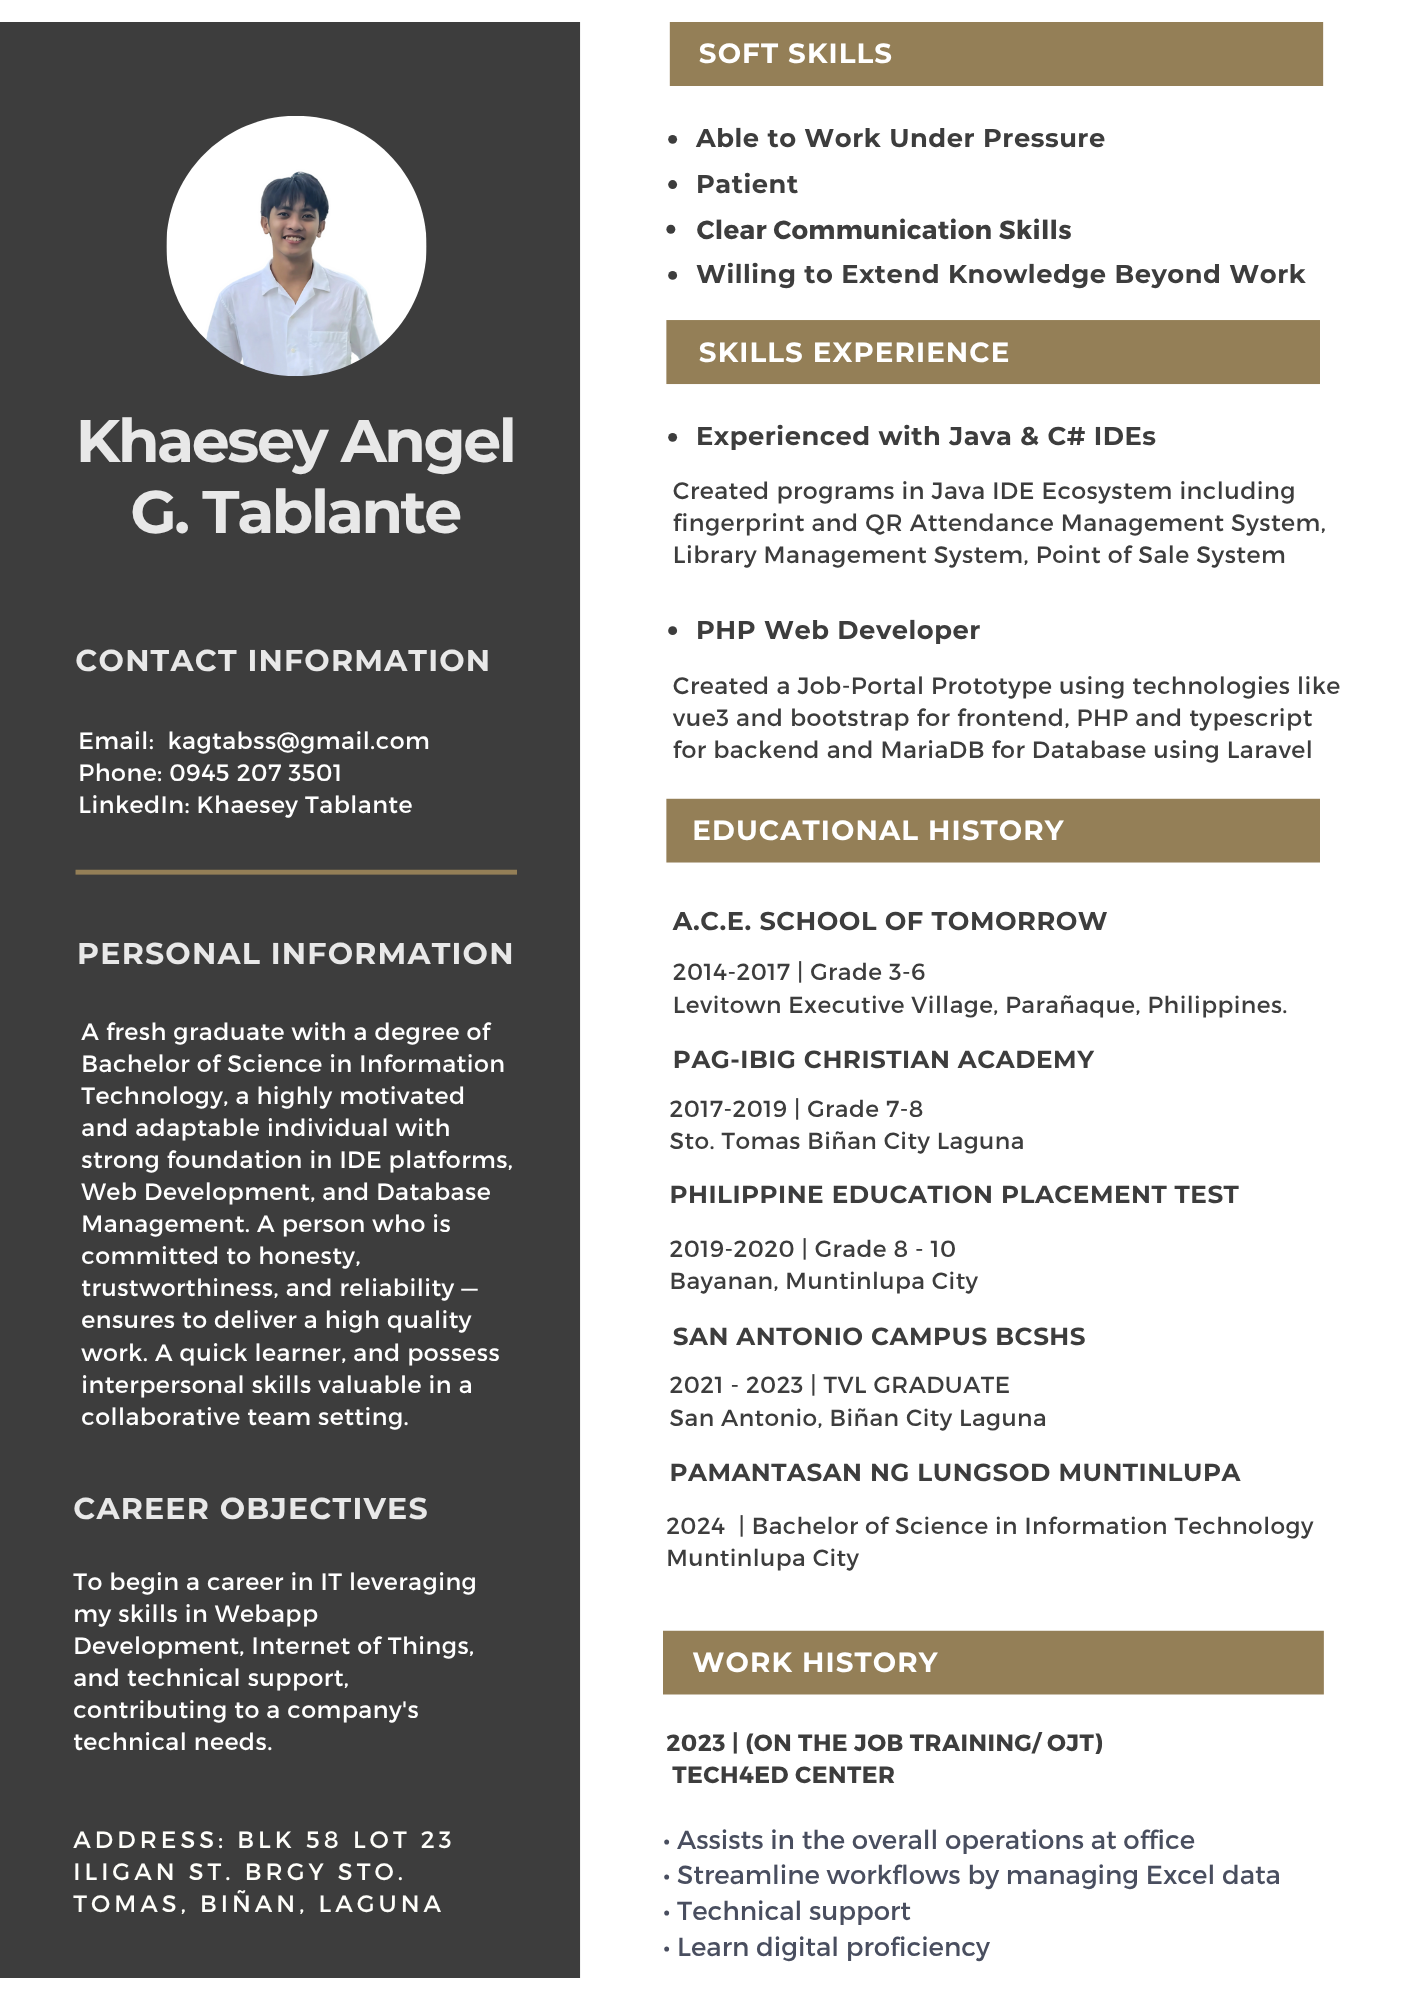 Khaesey Angel
G. Tablante
CONTACT INFORMATION
Email:  kagtabss@gmail.com
Phone: 0945 207 3501
LinkedIn: Khaesey Tablante
PERSONAL INFORMATION
A fresh graduate with a degree of
Bachelor of Science in Information
Technology, a highly motivated
and adaptable individual with
strong foundation in IDE platforms,
Web Development, and Database
Management. A person who is
committed to honesty,
trustworthiness, and reliability —
ensures to deliver a high quality
work. A quick learner, and possess
interpersonal skills valuable in a
collaborative team setting.
CAREER OBJECTIVES
To begin a career in IT leveraging
my skills in Webapp
Development, Internet of Things,
and technical support,
contributing to a company's
technical needs.
ADDRESS: BLK 58 LOT 23
ILIGAN ST. BRGY STO.
TOMAS, BIÑAN, LAGUNA
SOFT SKILLS
• Able to Work Under Pressure
• Patient
• Clear Communication Skills
• Willing to Extend Knowledge Beyond Work
SKILLS EXPERIENCE
• Experienced with Java & C# IDEs
Created programs in Java IDE Ecosystem including
fingerprint and QR Attendance Management System,
Library Management System, Point of Sale System
• PHP Web Developer
Created a Job-Portal Prototype using technologies like
vue3 and bootstrap for frontend, PHP and typescript
for backend and MariaDB for Database using Laravel
EDUCATIONAL HISTORY
A.C.E. SCHOOL OF TOMORROW
2014-2017 | Grade 3-6
Levitown Executive Village, Parañaque, Philippines.
PAG-IBIG CHRISTIAN ACADEMY
2017-2019 | Grade 7-8
Sto. Tomas Biñan City Laguna
PHILIPPINE EDUCATION PLACEMENT TEST
2019-2020 | Grade 8 - 10
Bayanan, Muntinlupa City
SAN ANTONIO CAMPUS BCSHS
2021 - 2023 | TVL GRADUATE
San Antonio, Biñan City Laguna
PAMANTASAN NG LUNGSOD MUNTINLUPA
2024  | Bachelor of Science in Information Technology
Muntinlupa City
WORK HISTORY
2023 | (ON THE JOB TRAINING/ OJT)
TECH4ED CENTER
• Assists in the overall operations at office
• Streamline workflows by managing Excel data
• Technical support
• Learn digital proficiency